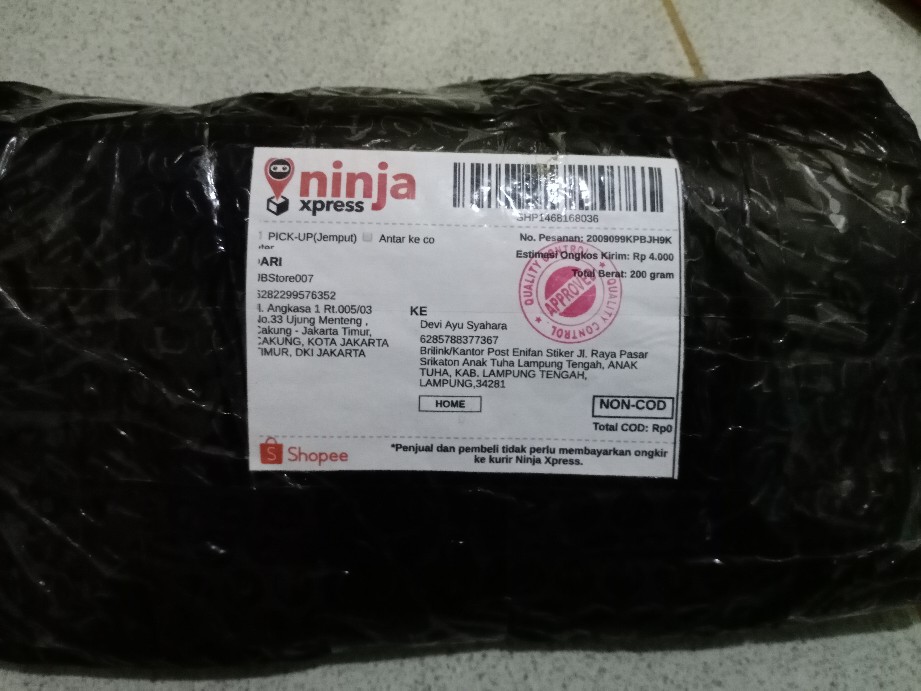 ninja
xpress
SHP1468168036
PICK-UP(Jemput) Antar ke co
No. Pesanan: 2009099KPBJH9K
Estimasi Ongkos Kirim: Rp 4.000
Total Berat: 200 gram
ARI
BStore007
6282299576352
Angkasa 1 Rt.005/03
No.33 Ujung Menteng ,
Cakung - Jakarta Timur,
CAKUNG, KOTA JAKARTA
TIMUR, DKI JAKARTA
KE
Devi Ayu Syahara
6285788377367
Brilink/Kantor Post Enifan Stiker Jl. Raya Pasar
Srikaton Anak Tuha Lampung Tengah, ANAK
TUHA, KAB. LAMPUNG TENGAH,
LAMPUNG,34281
HOME
QUALITY CONTROL
APPROVED
QUALITY CONTROL
NON-COD
Total COD: Rp0
Shopee
*Penjual dan pembeli tidak perlu membayarkan ongkir
ke kurir Ninja Xpress.